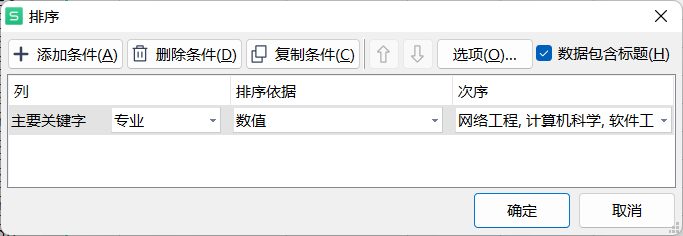 排序
添加条件(A) 删除条件(D) 复制条件(C) 选项(O)... 数据包含标题(H)
列 排序依据 次序
主要关键字 专业 数值 网络工程, 计算机科学, 软件工
确定 取消